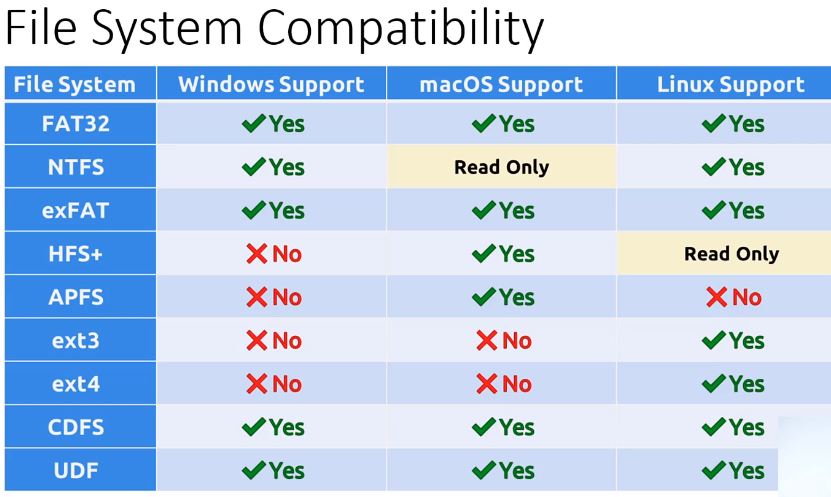 File System Compatibility
File System Windows Support macOS Support Linux Support
FAT32 Yes Yes Yes
NTFS Yes Read Only Yes
exFAT Yes Yes Yes
HFS+ No Yes Read Only
APFS No Yes No
ext3 No No Yes
ext4 No No Yes
CDFS Yes Yes Yes
UDF Yes Yes Yes